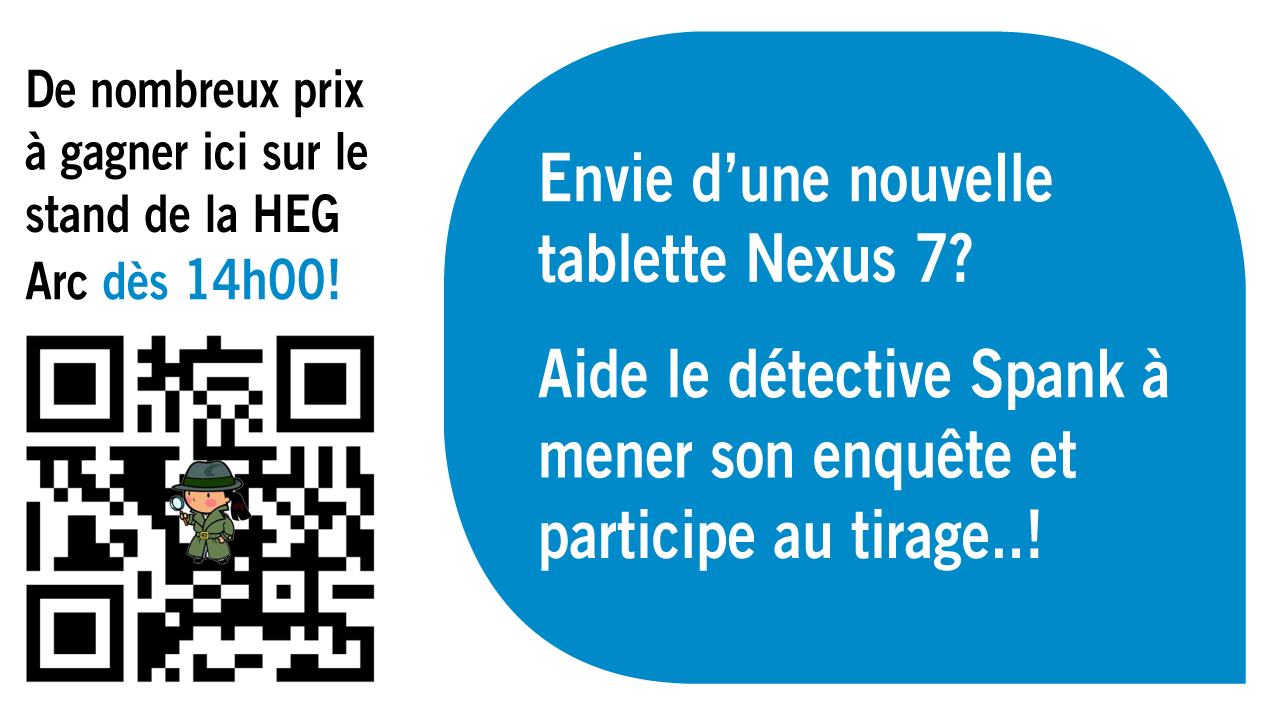 De nombreux prix
à gagner ici sur le
stand de la HEG
Arc dès 14h00!
Envie d’une nouvelle
tablette Nexus 7?
Aide le détective Spank à
mener son enquête et
participe au tirage..!